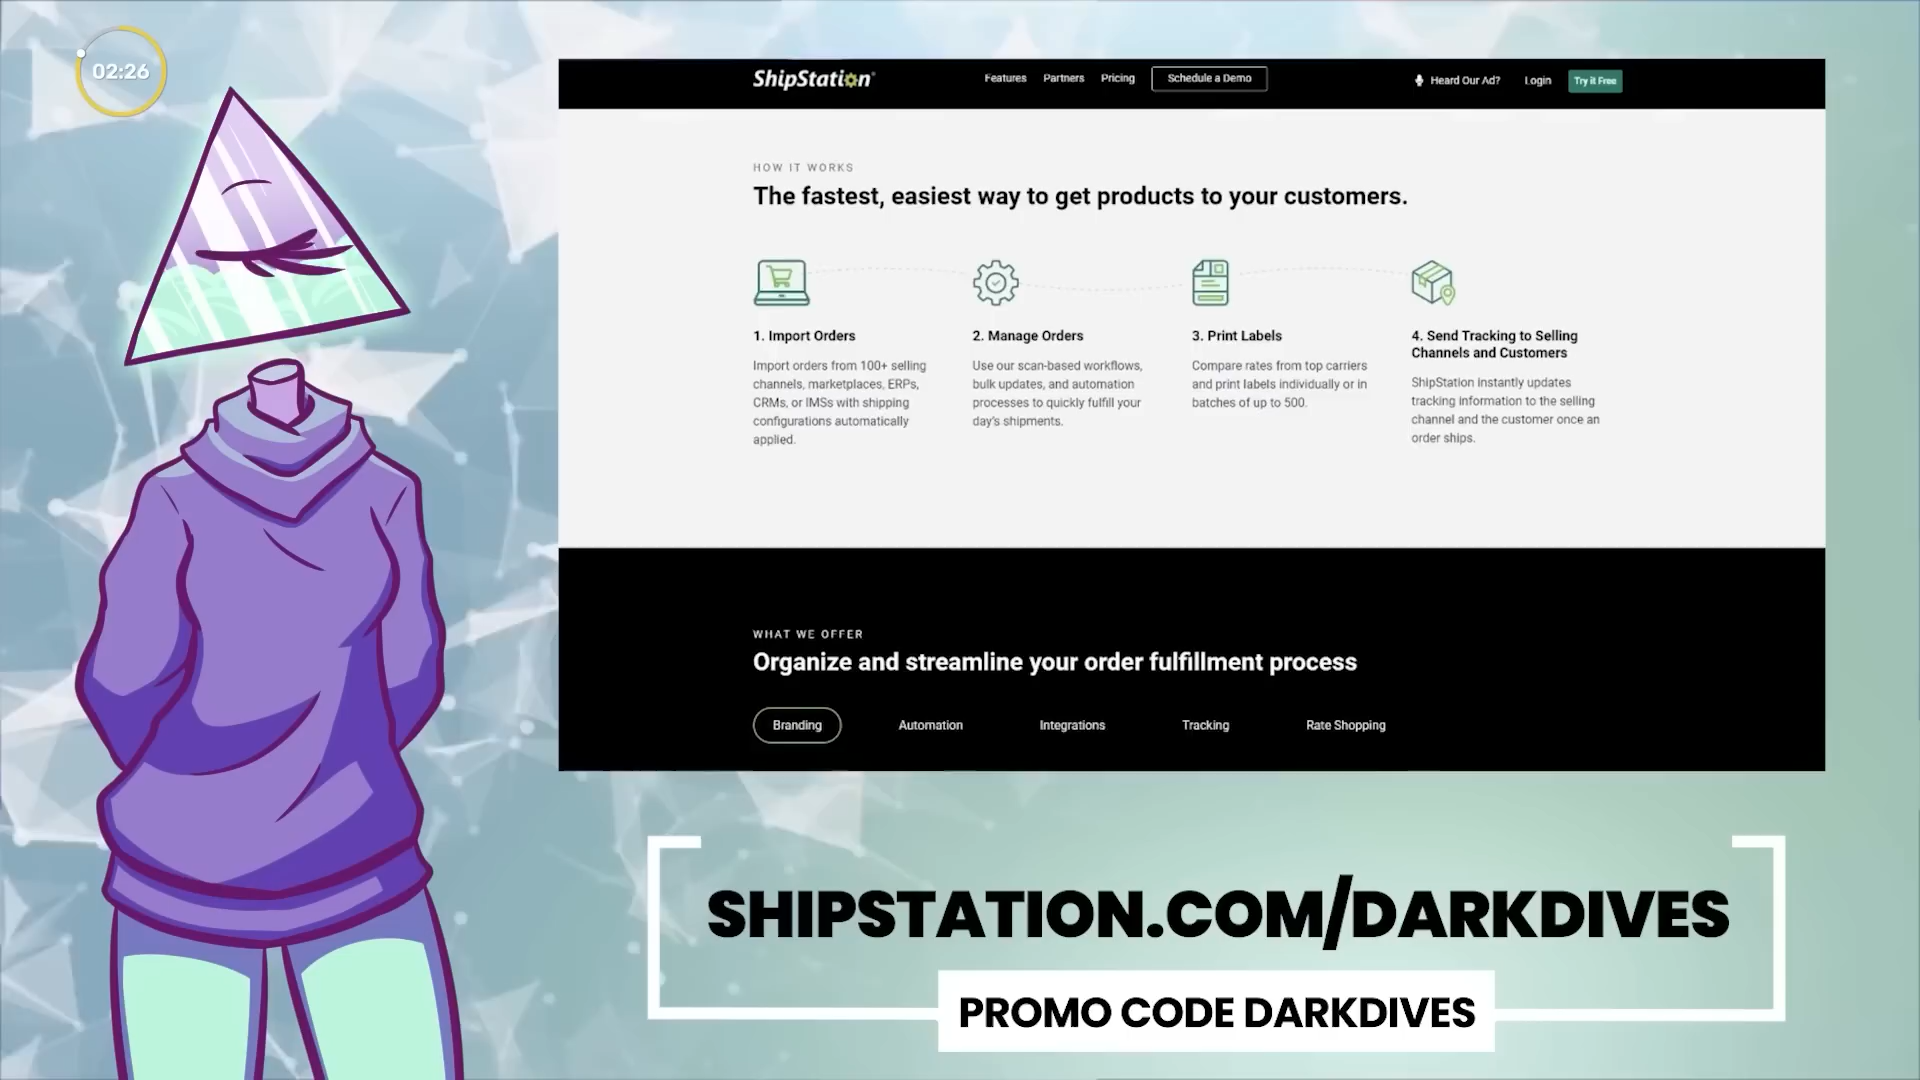 02:26
ShipStation®
Features Partners Pricing Schedule a Demo Heard Our Ad? Login Try it Free
HOW IT WORKS
The fastest, easiest way to get products to your customers.
1. Import Orders
Import orders from 100+ selling
channels, marketplaces, ERPs,
CRMs, or IMSs with shipping
configurations automatically
applied.
2. Manage Orders
Use our scan-based workflows,
bulk updates, and automation
processes to quickly fulfill your
day's shipments.
3. Print Labels
Compare rates from top carriers
and print labels individually or in
batches of up to 500.
4. Send Tracking to Selling
Channels and Customers
ShipStation instantly updates
tracking information to the selling
channel and the customer once an
order ships.
WHAT WE OFFER
Organize and streamline your order fulfillment process
Branding Automation Integrations Tracking Rate Shopping
SHIPSTATION.COM/DARKDIVES
PROMO CODE DARKDIVES